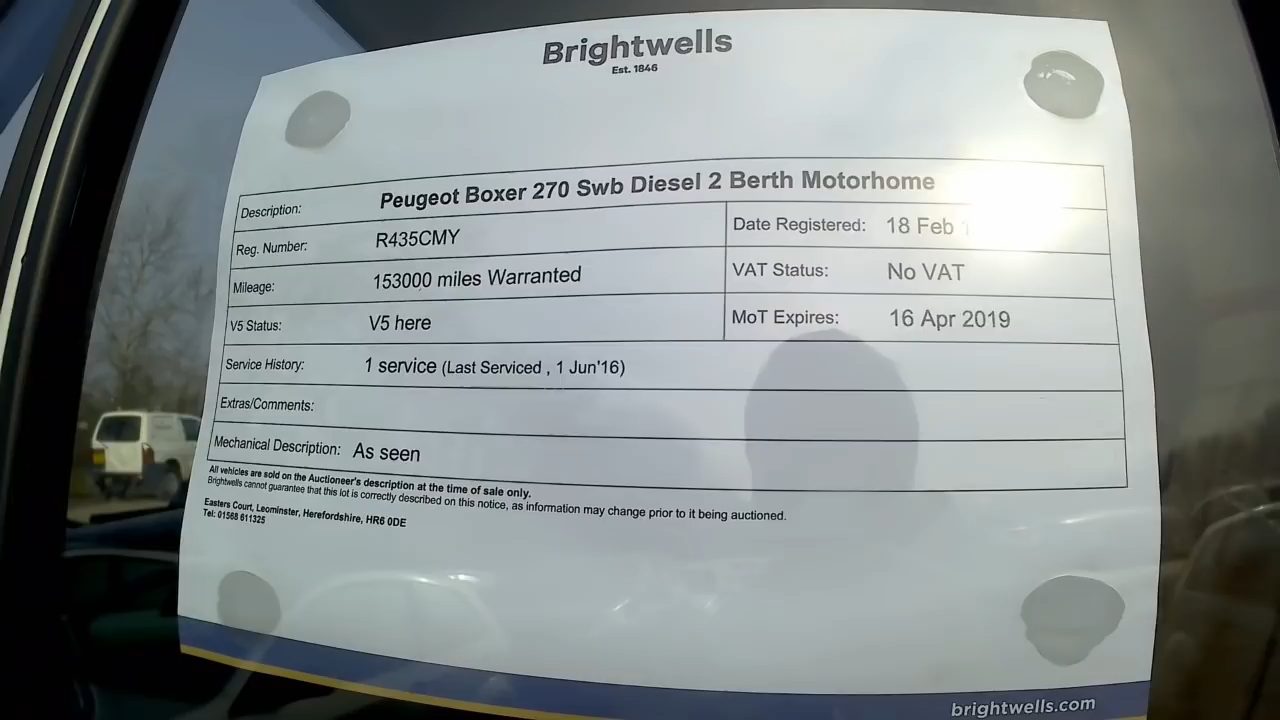 Brightwells
Est. 1846
Description: Peugeot Boxer 270 Swb Diesel 2 Berth Motorhome
Reg. Number: R435CMY Date Registered: 18 Feb
Mileage: 153000 miles Warranted VAT Status: No VAT
V5 Status: V5 here MoT Expires: 16 Apr 2019
Service History: 1 service (Last Serviced , 1 Jun'16)
Extras/Comments:
Mechanical Description: As seen
All vehicles are sold on the Auctioneer's description at the time of sale only.
Brightwells cannot guarantee that this lot is correctly described on this notice, as information may change prior to it being auctioned.
Easters Court, Leominster, Herefordshire, HR6 0DE
Tel: 01568 611325
brightwells.com